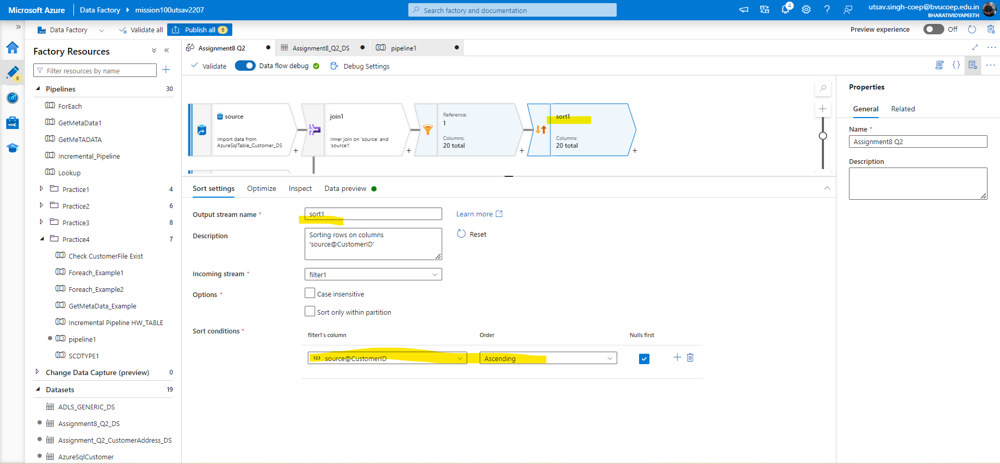 Microsoft Azure
Data Factory
mission100utsav2207
Search factory and documentation
4
utsav.singh-coep@bvucoep.edu.in
BHARATIVIDYAPEETH
Data Factory
Validate all
Publish all
6
Preview experience
Off
6
Factory Resources
Filter resources by name
Pipelines
30
ForEach
GetMetaData1
GetMeTADATA
Incremental_Pipeline
Lookup
Practice1
4
Practice2
6
Practice3
8
Practice4
7
Check CustomerFile Exist
Foreach_Example1
Foreach_Example2
GetMetaData_Example
Incremental Pipeline HW_TABLE
pipeline1
SCDTYPE1
Change Data Capture (preview)
0
Datasets
19
ADLS_GENERIC_DS
Assignment8_Q2_DS
Assignment_Q2_CustomerAddress_DS
AzureSqlCustomer
Assignment8 Q2
Assignment8_Q2_DS
pipeline1
Validate
Data flow debug
Debug Settings
source
Import data from
AzureSqlTable_Customer_DS
+
join1
Inner join on 'source' and
'source1'
+
Reference:
1
Columns:
20 total
+
sort1
Columns:
20 total
+
Sort settings
Optimize
Inspect
Data preview
Output stream name *
sort1
Learn more
Description
Sorting rows on columns
'source@CustomerID'
Reset
Incoming stream *
filter1
Options *
Case insensitive
Sort only within partition
Sort conditions *
filter1's column
Order
Nulls first
123 source@CustomerID
Ascending
Properties
General
Related
Name *
Assignment8 Q2
Description